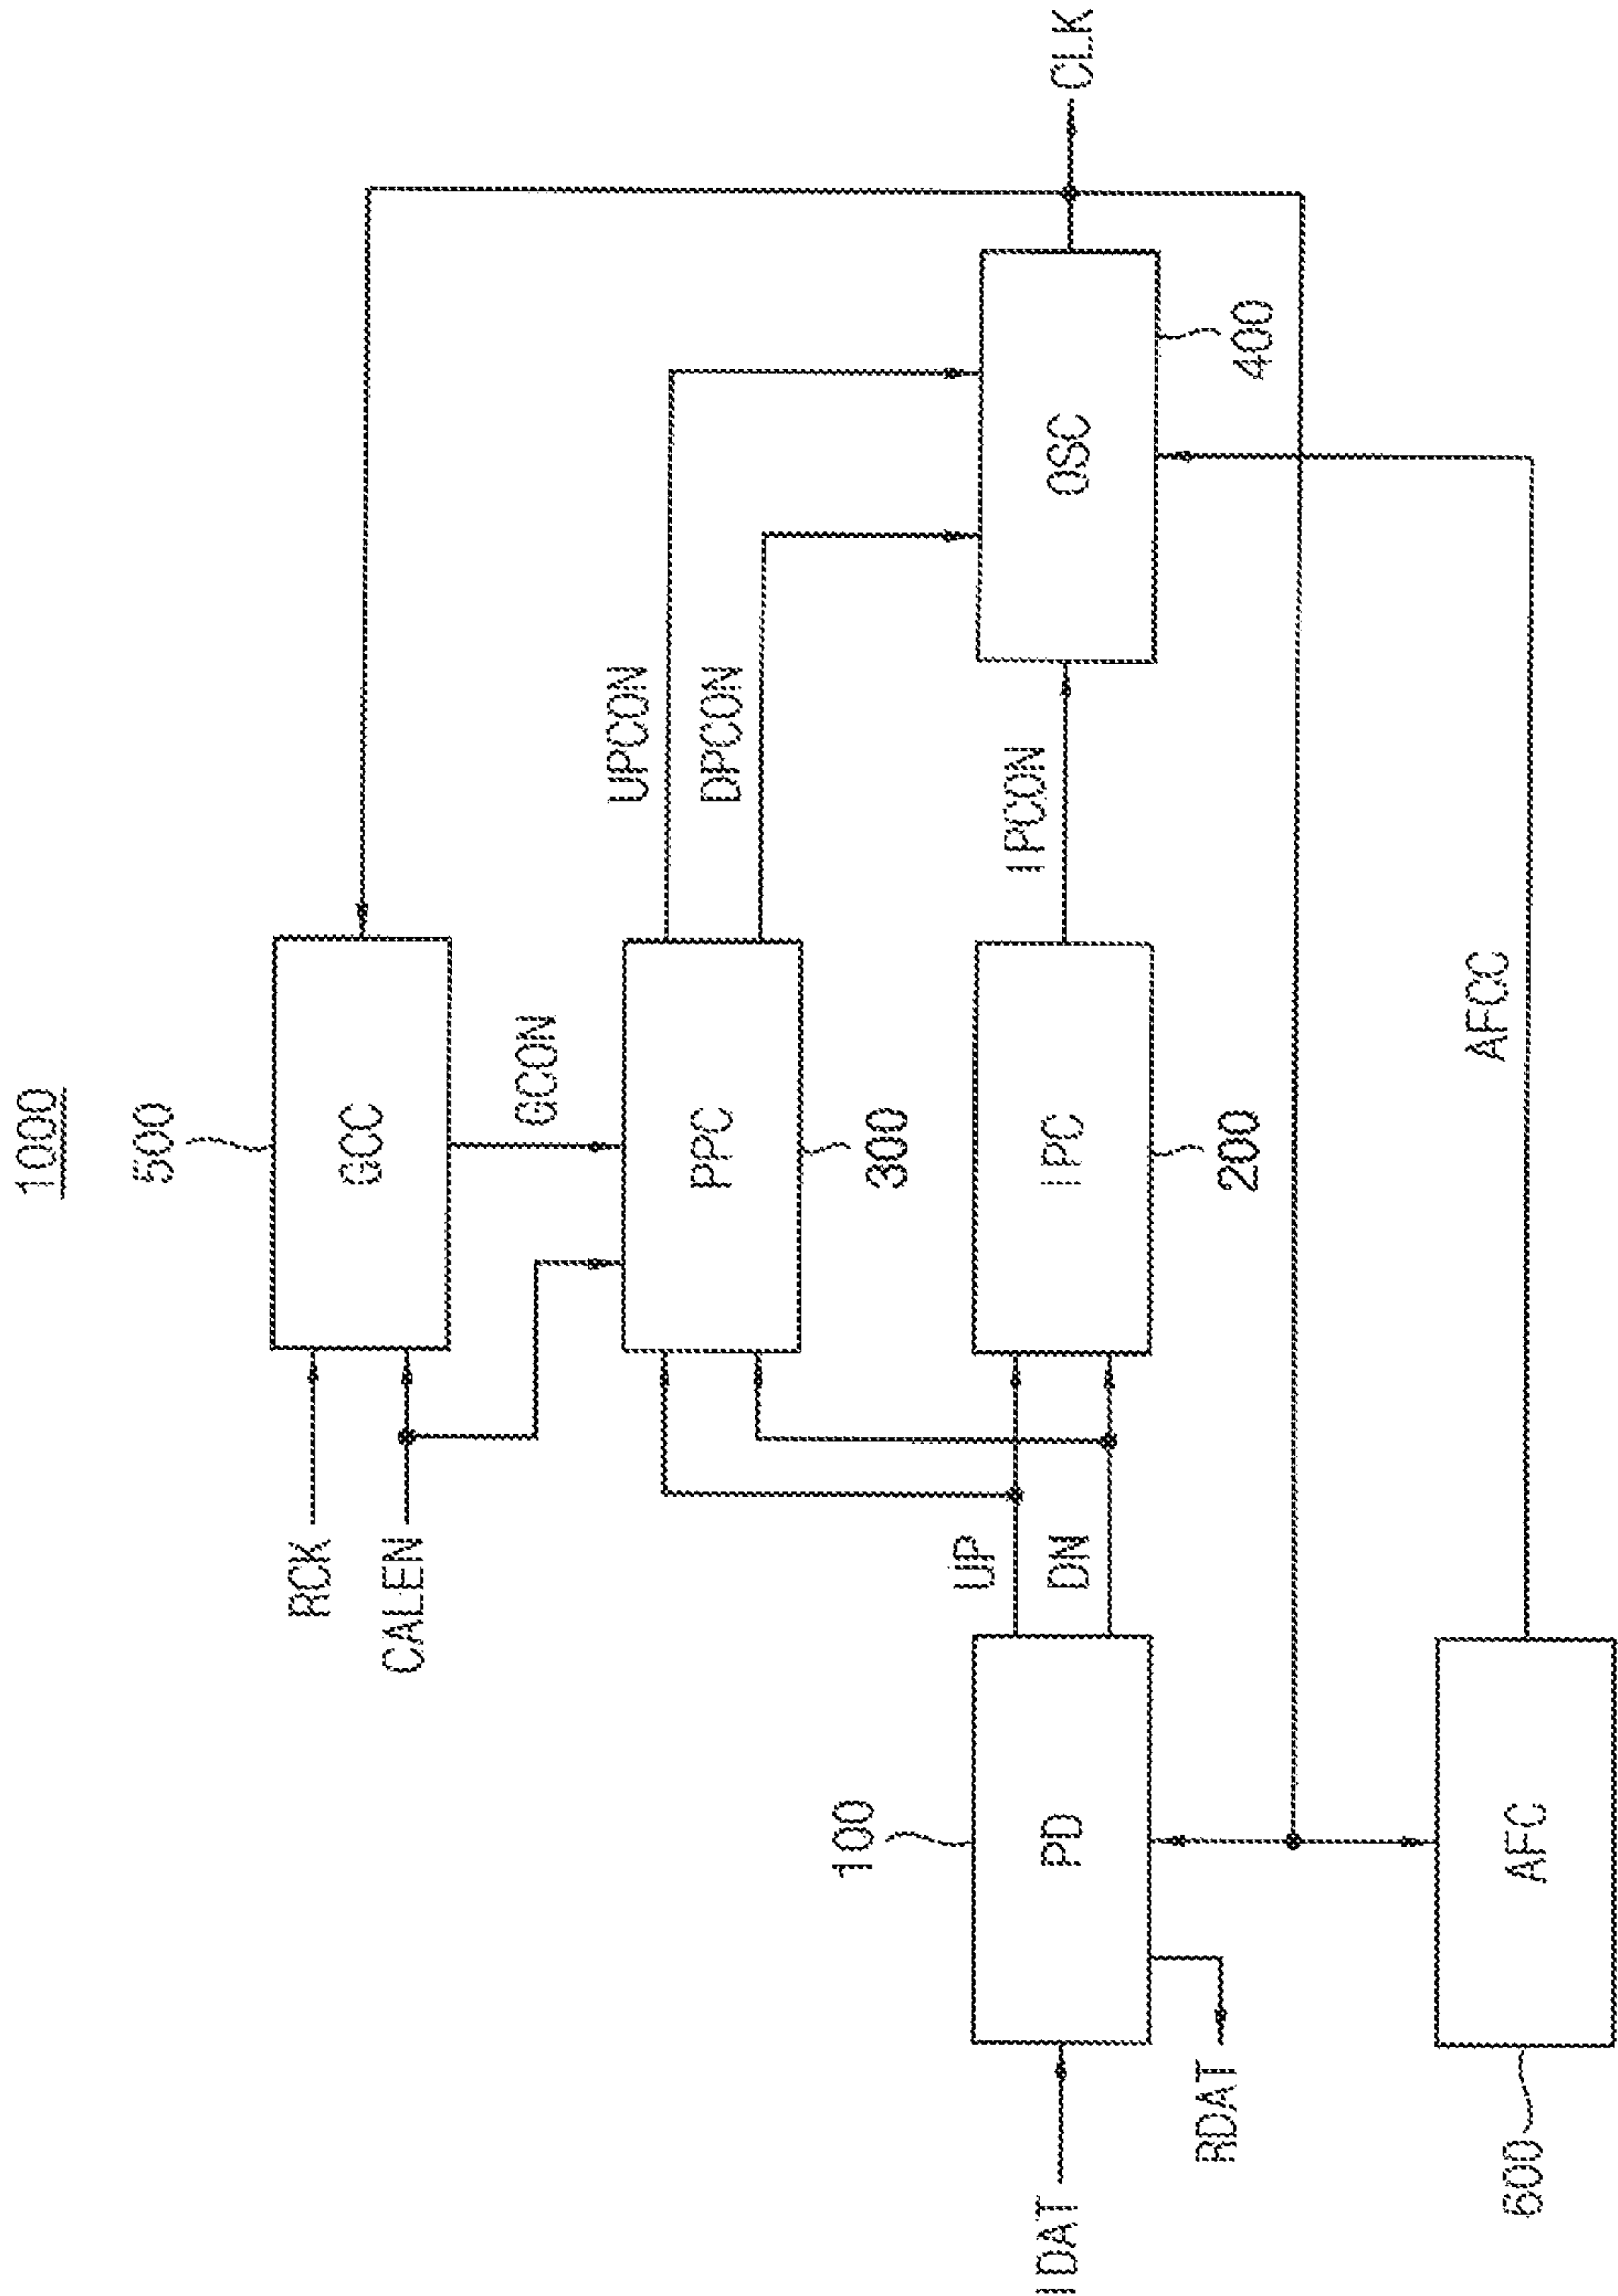 1000
500
GCC
RCK
CALEN
GCON
UPCON
DPCON
PPC
300
UP
DN
IPC
200
IPCON
OSC
400
CLK
100
PD
IDAT
RDAT
AFC
600
AFCC